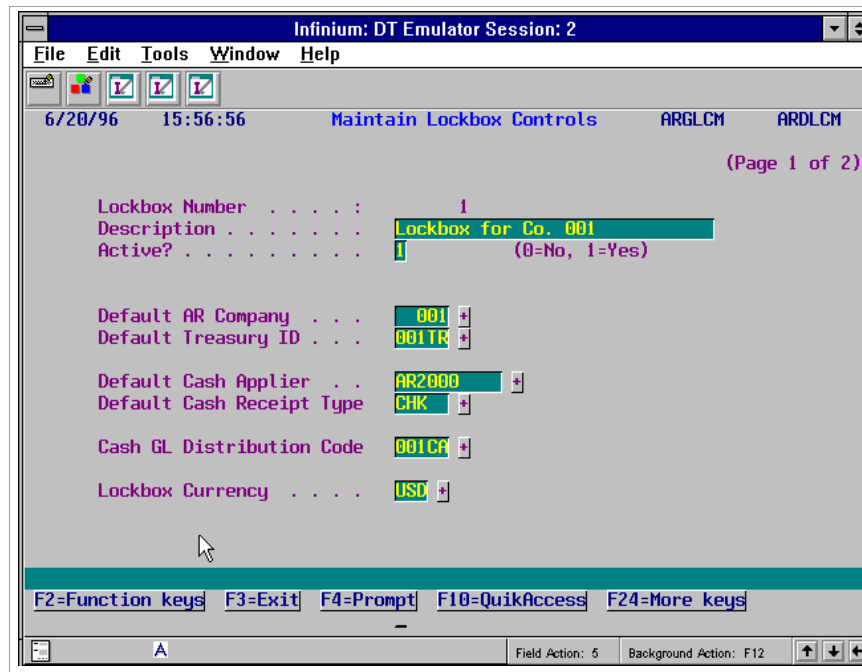 Infinium: DT Emulator Session: 2
File Edit Tools Window Help
6/20/96 15:56:56 Maintain Lockbox Controls ARGLCM ARDLCM
(Page 1 of 2)
Lockbox Number . . . . : 1
Description . . . . . . . Lockbox for Co. 001
Active? . . . . . . . . . 1 (0=No, 1=Yes)
Default AR Company . . . 001 +
Default Treasury ID . . . 001TR +
Default Cash Applier . . AR2000 +
Default Cash Receipt Type CHK +
Cash GL Distribution Code 001CA +
Lockbox Currency . . . . USD +
F2=Function keys F3=Exit F4=Prompt F10=QuikAccess F24=More keys
A Field Action: 5 Background Action: F12